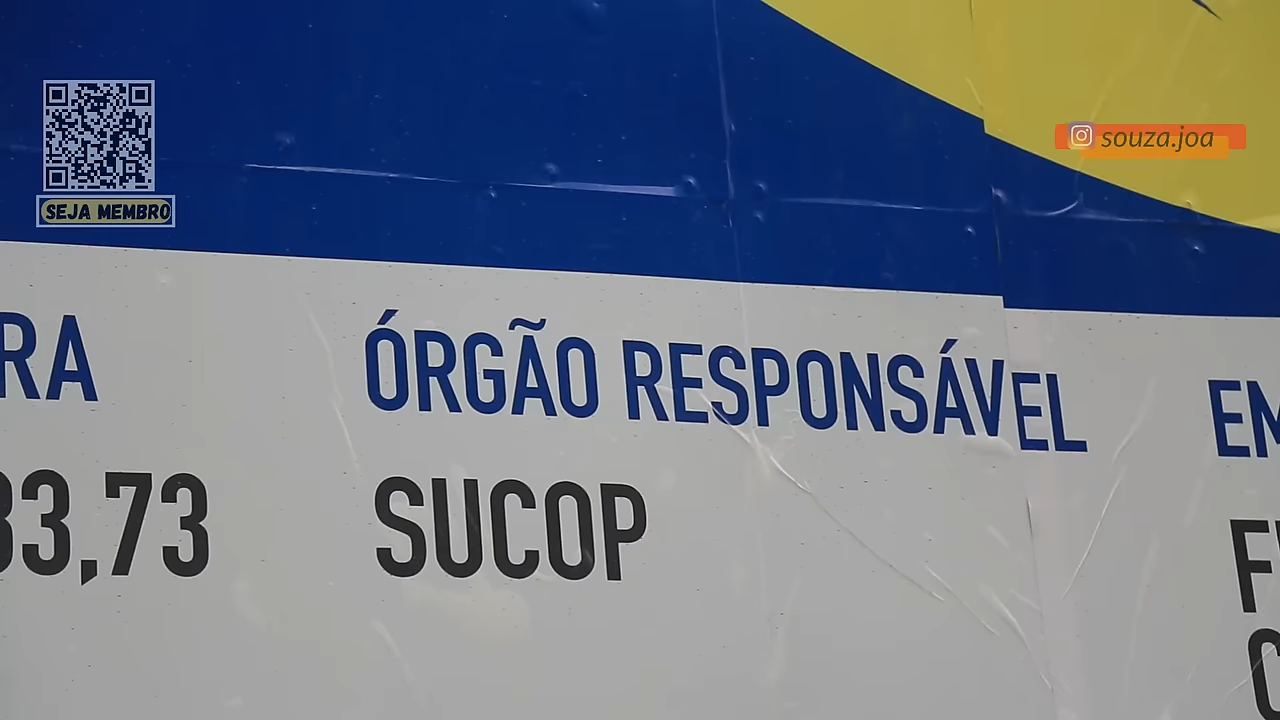 SEJA MEMBRO
souza.joa
RA
ÓRGÃO RESPONSÁVEL
33,73
SUCOP